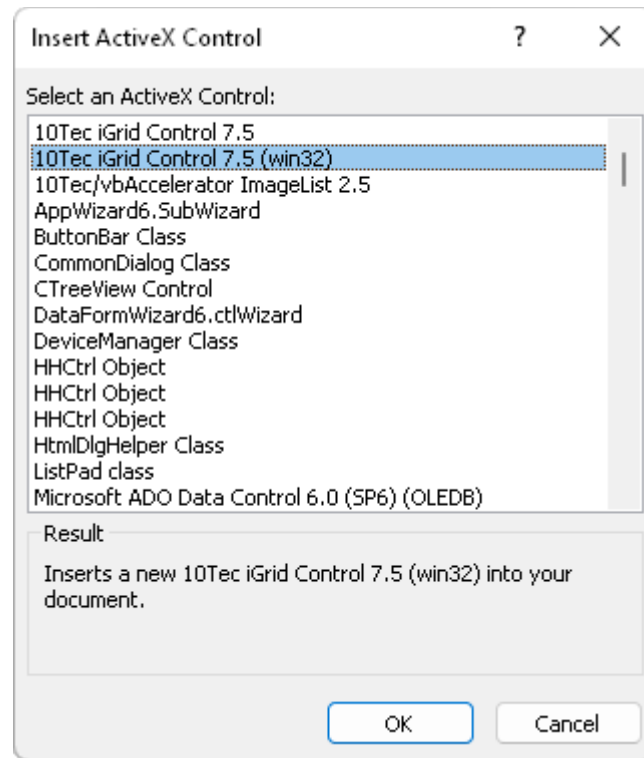 Insert ActiveX Control
Select an ActiveX Control:
10Tec iGrid Control 7.5
10Tec iGrid Control 7.5 (win32)
10Tec/vbAccelerator ImageList 2.5
AppWizard6.SubWizard
ButtonBar Class
CommonDialog Class
CTreeView Control
DataFormWizard6.ctlWizard
DeviceManager Class
HHCtrl Object
HHCtrl Object
HHCtrl Object
HtmlDlgHelper Class
ListPad class
Microsoft ADO Data Control 6.0 (SP6) (OLEDB)
Result
Inserts a new 10Tec iGrid Control 7.5 (win32) into your
document.
OK
Cancel